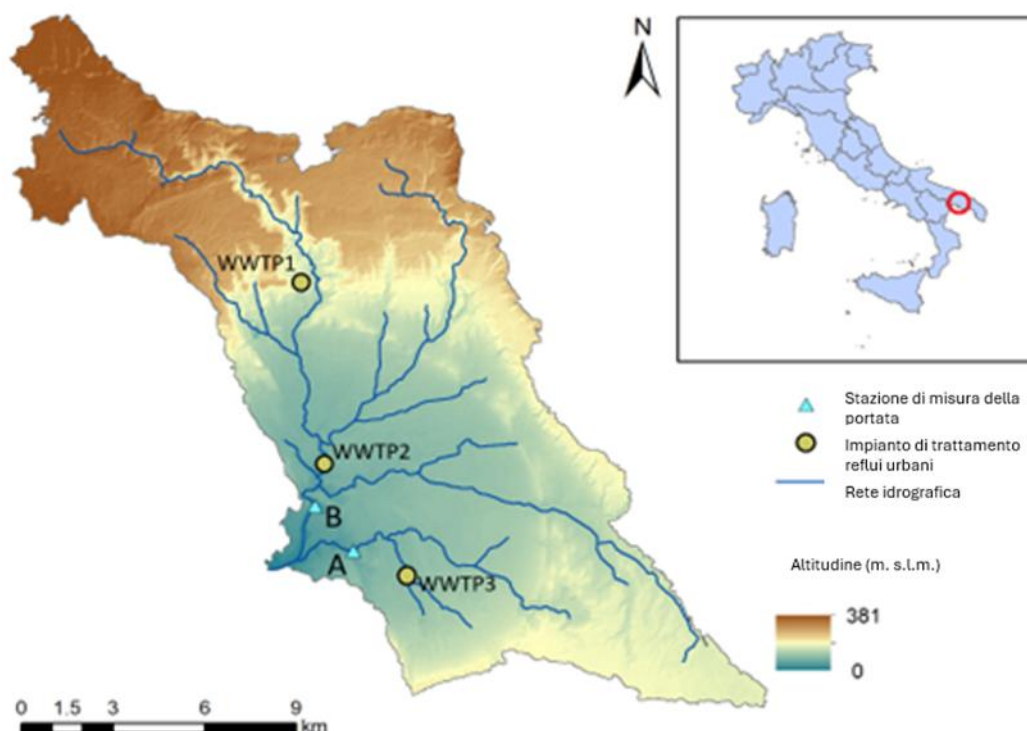 N
WWTP1
WWTP2
B
A
WWTP3
Stazione di misura della
portata
Impianto di trattamento
reflui urbani
Rete idrografica
Altitudine (m. s.l.m.)
381
0
0 1.5 3 6 9
km